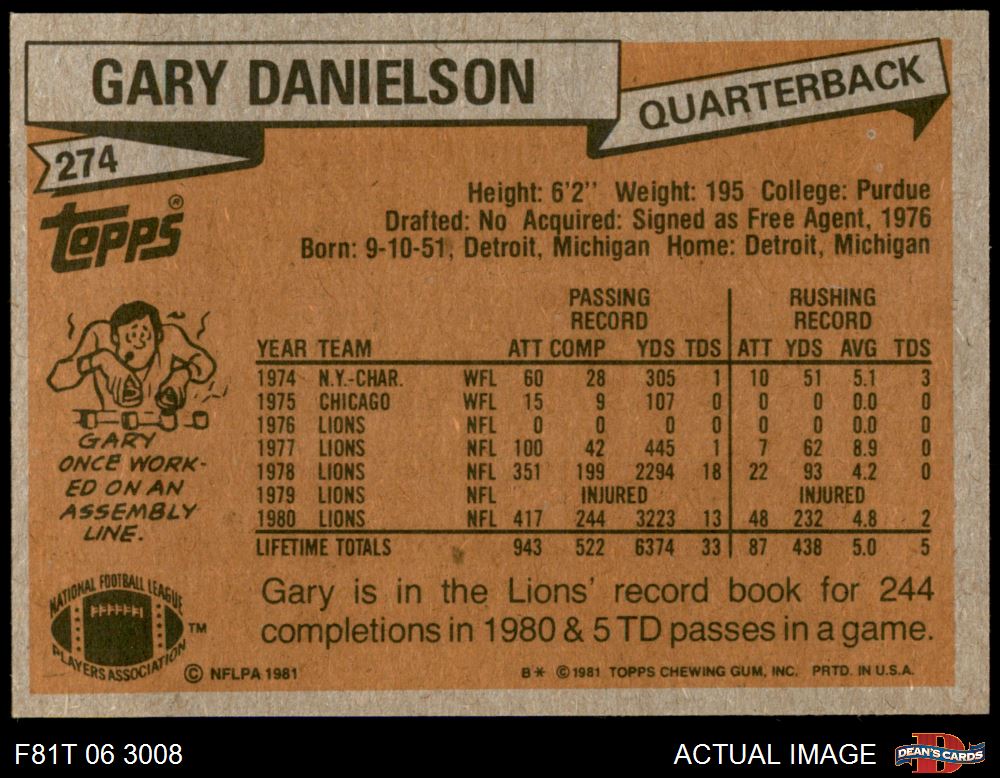 GARY DANIELSON
QUARTERBACK
274
TOPPS®
Height: 6'2'' Weight: 195 College: Purdue
Drafted: No Acquired: Signed as Free Agent, 1976
Born: 9-10-51, Detroit, Michigan Home: Detroit, Michigan
PASSING RECORD RUSHING RECORD
YEAR TEAM ATT COMP YDS TDS ATT YDS AVG TDS
1974 N.Y.-CHAR. WFL 60 28 305 1 10 51 5.1 3
1975 CHICAGO WFL 15 9 107 0 0 0 0.0 0
1976 LIONS NFL 0 0 0 0 0 0 0.0 0
1977 LIONS NFL 100 42 445 1 7 62 8.9 0
1978 LIONS NFL 351 199 2294 18 22 93 4.2 0
1979 LIONS NFL INJURED INJURED
1980 LIONS NFL 417 244 3223 13 48 232 4.8 2
LIFETIME TOTALS 943 522 6374 33 87 438 5.0 5
GARY
ONCE WORK-
ED ON AN
ASSEMBLY
LINE.
Gary is in the Lions' record book for 244
completions in 1980 & 5 TD passes in a game.
NATIONAL FOOTBALL LEAGUE
PLAYERS ASSOCIATION
TM
© NFLPA 1981
B* © 1981 TOPPS CHEWING GUM, INC. PRTD. IN U.S.A.
F81T 06 3008
ACTUAL IMAGE
D
DEAN'S CARDS